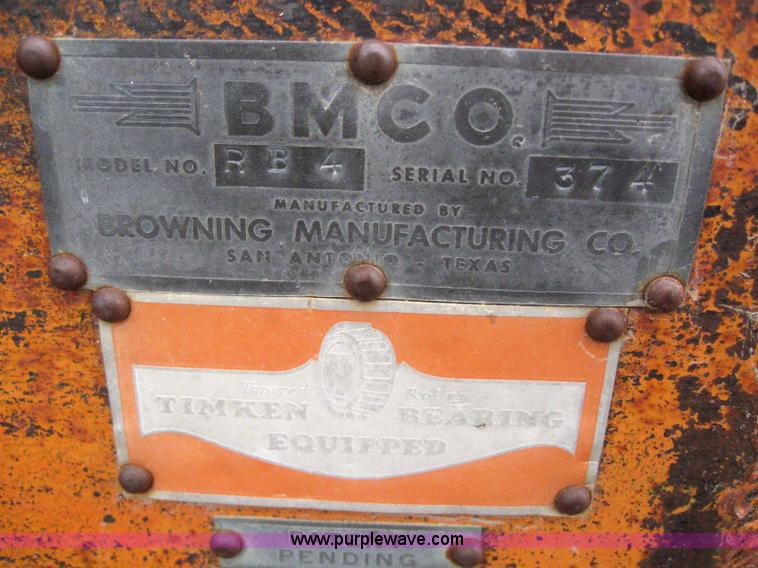 BMCO.
MODEL NO. RB4 SERIAL NO. 374
MANUFACTURED BY
BROWNING MANUFACTURING CO.
SAN ANTONIO - TEXAS
Tapered Roller
TIMKEN BEARING
EQUIPPED
www.purplewave.com
PENDING